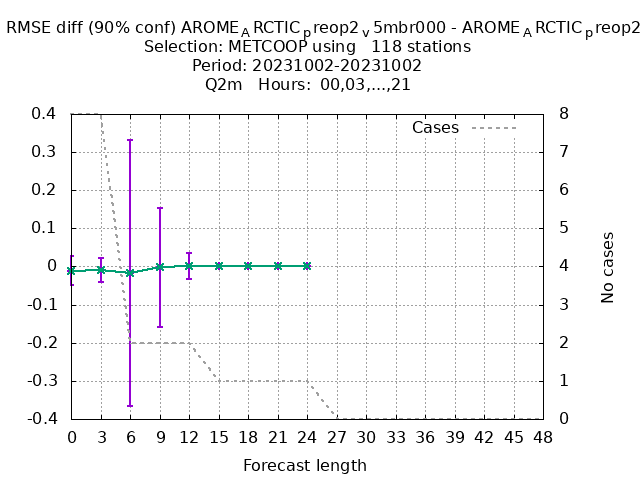 RMSE diff (90% conf) AROME_ARCTIC_preop2_v5mbr000 - AROME_ARCTIC_preop2
Selection: METCOOP using 118 stations
Period: 20231002-20231002
Q2m Hours: 00,03,...,21
Cases
0.4
0.3
0.2
0.1
0
-0.1
-0.2
-0.3
-0.4
8
7
6
5
4
3
2
1
0
No cases
0 3 6 9 12 15 18 21 24 27 30 33 36 39 42 45 48
Forecast length